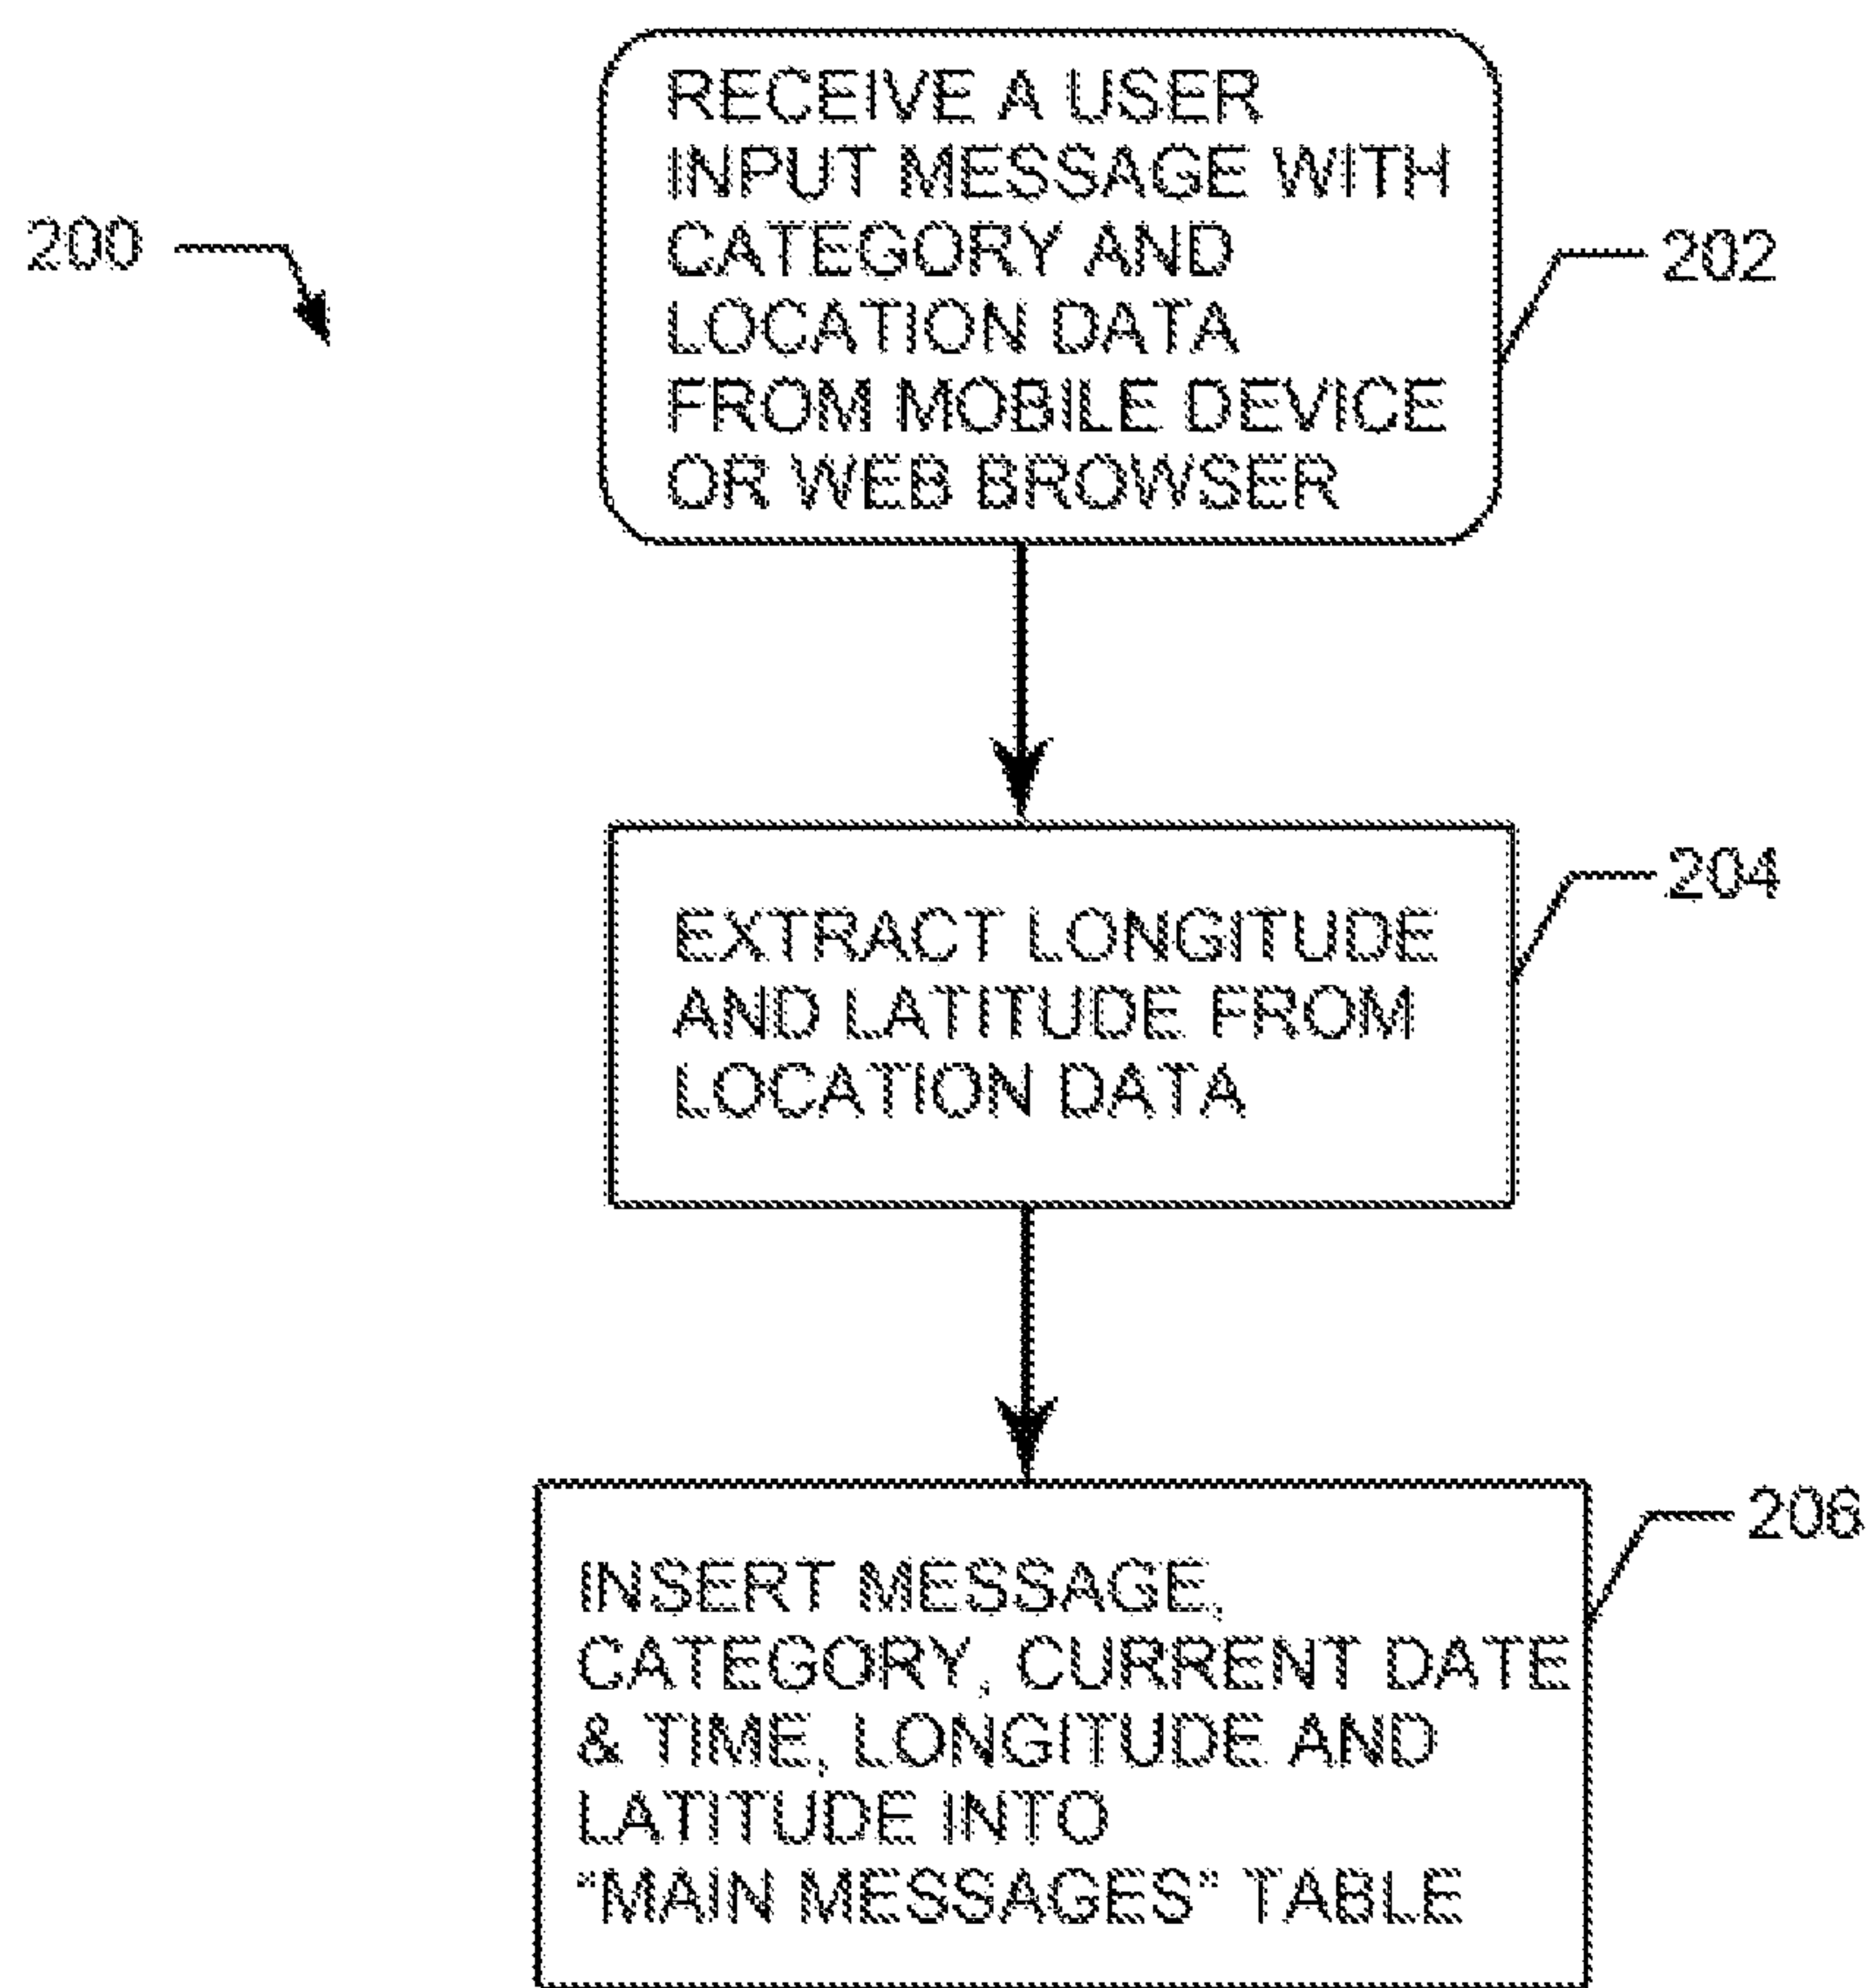 RECEIVE A USER
INPUT MESSAGE WITH
CATEGORY AND
LOCATION DATA
FROM MOBILE DEVICE
OR WEB BROWSER
200
202
EXTRACT LONGITUDE
AND LATITUDE FROM
LOCATION DATA
204
INSERT MESSAGE,
CATEGORY, CURRENT DATE
& TIME, LONGITUDE AND
LATITUDE INTO
"MAIN MESSAGES" TABLE
206